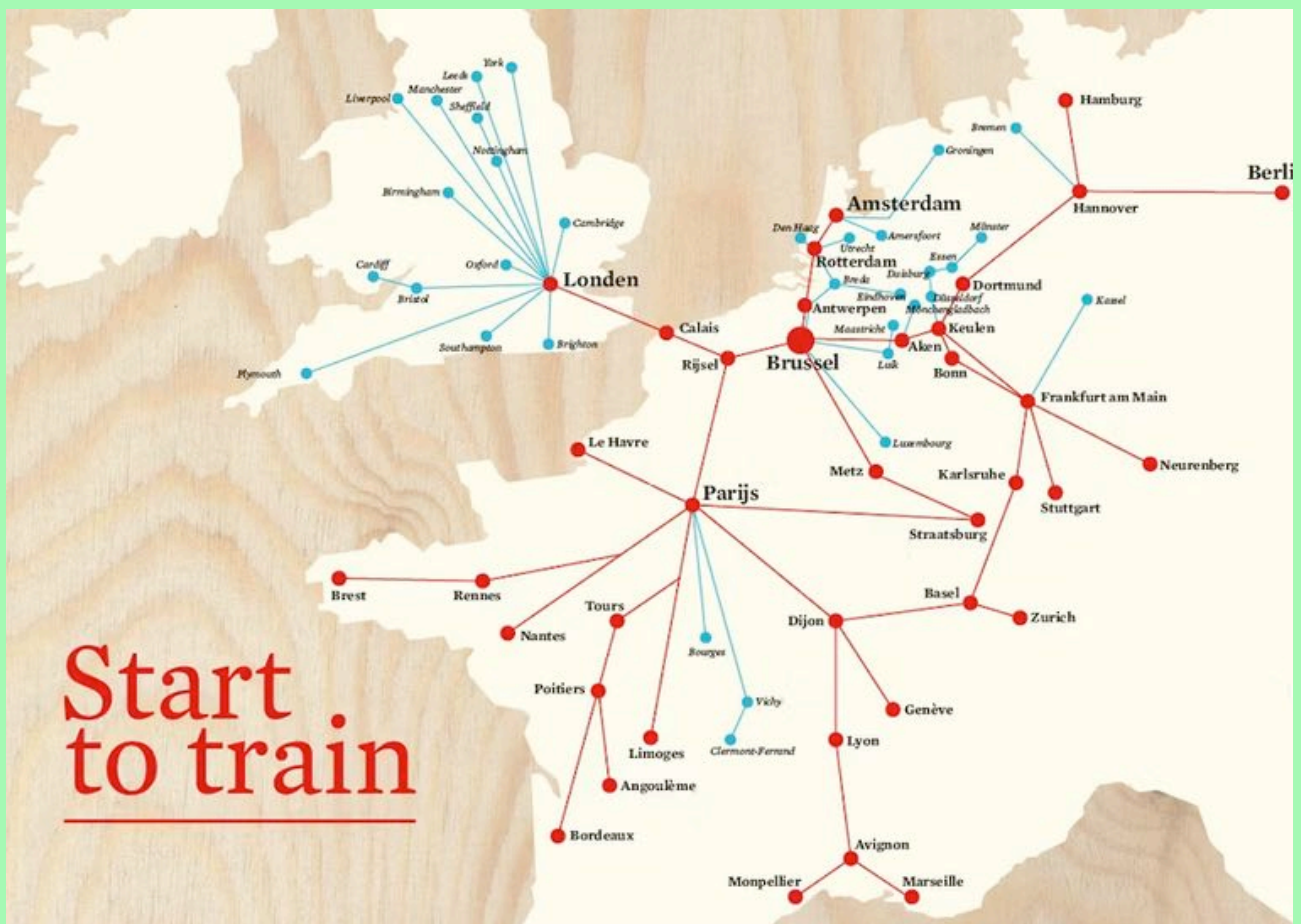 York
Leeds
Manchester
Liverpool
Sheffield
Nottingham
Birmingham
Cambridge
Cardiff
Oxford
Bristol
Londen
Southampton
Brighton
Plymouth
Hamburg
Bremen
Groningen
Berli
Hannover
Amsterdam
Den Haag
Utrecht
Amersfoort
Münster
Rotterdam
Essen
Duisburg
Breda
Dortmund
Eindhoven
Düsseldorf
Kassel
Antwerpen
Mönchengladbach
Calais
Maastricht
Keulen
Aken
Rijsel
Brussel
Luik
Bonn
Frankfurt am Main
Le Havre
Luxembourg
Metz
Karlsruhe
Neurenberg
Parijs
Stuttgart
Straatsburg
Brest
Rennes
Tours
Nantes
Basel
Dijon
Zurich
Bourges
Start
to train
Poitiers
Vichy
Genève
Limoges
Clermont-Ferrand
Lyon
Angoulème
Bordeaux
Avignon
Monpellier
Marseille